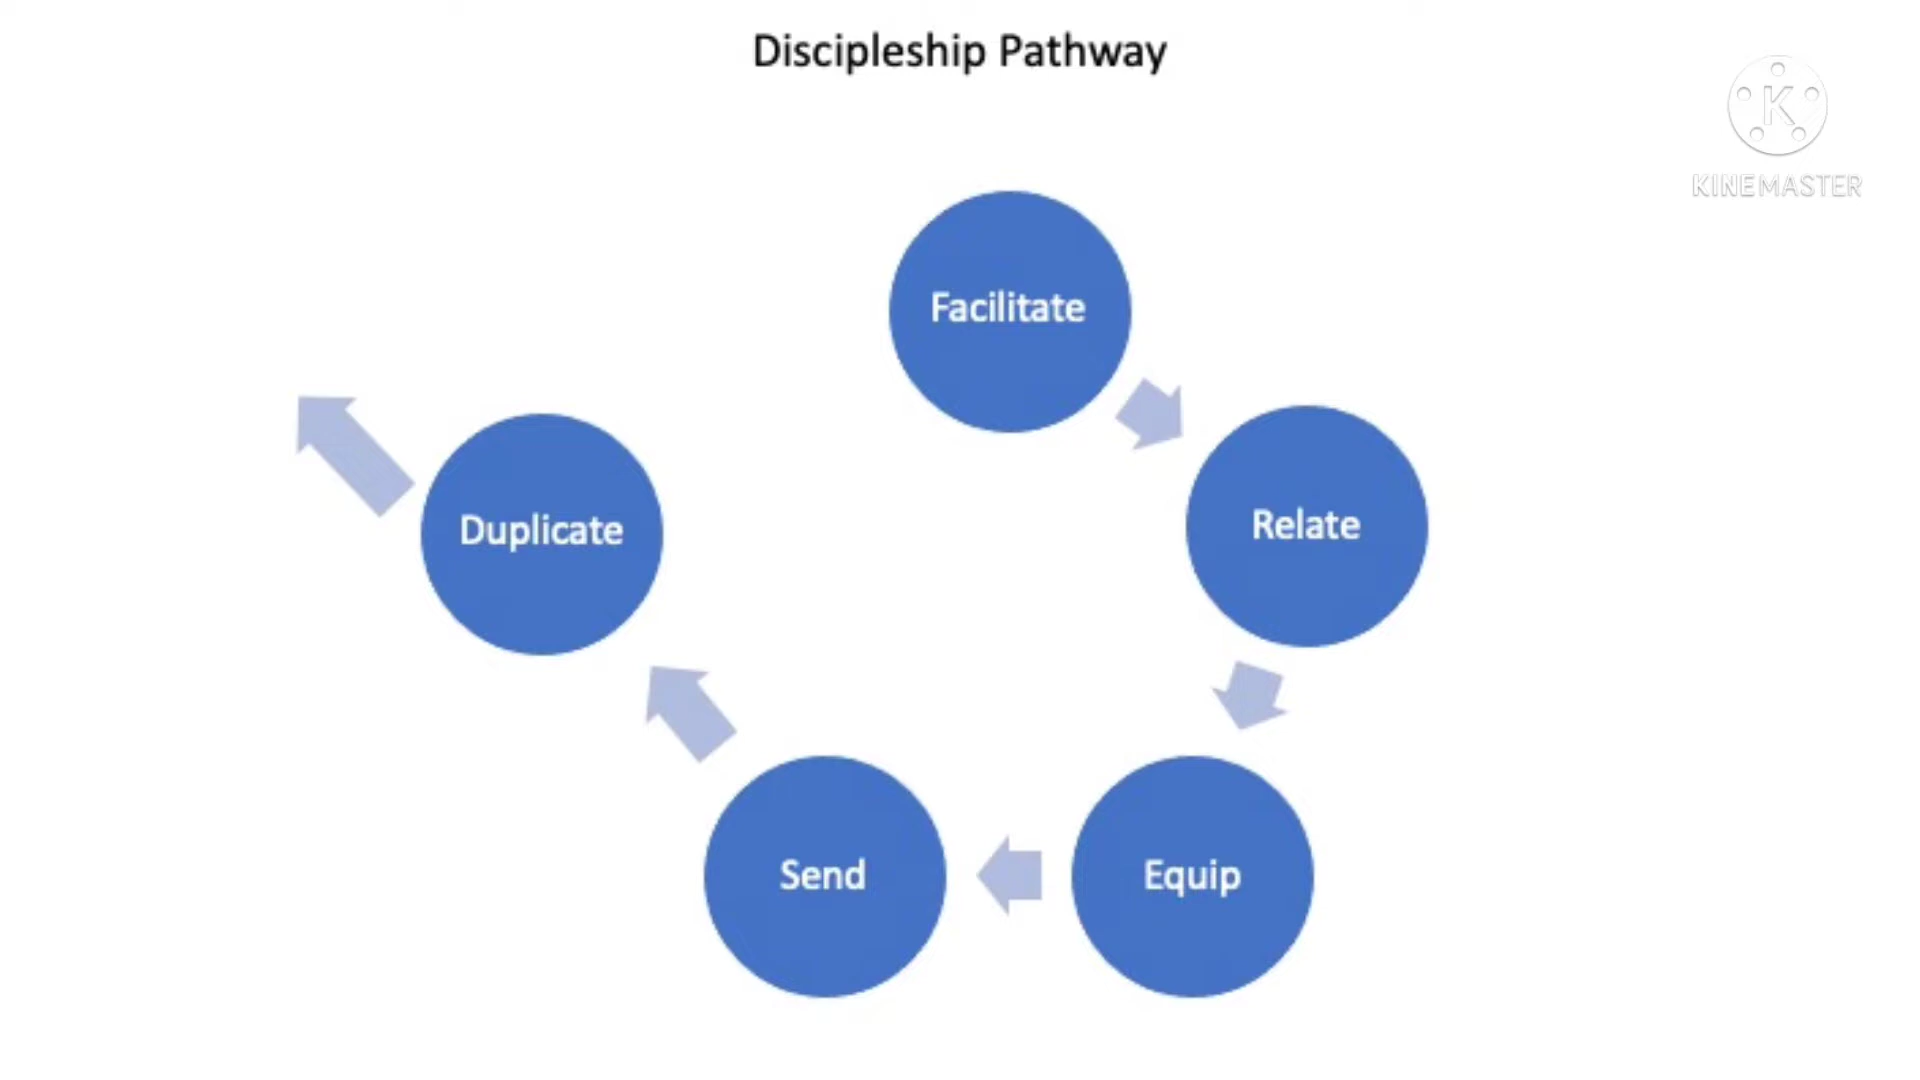 Discipleship Pathway
K
KINEMASTER
Facilitate
Relate
Equip
Send
Duplicate